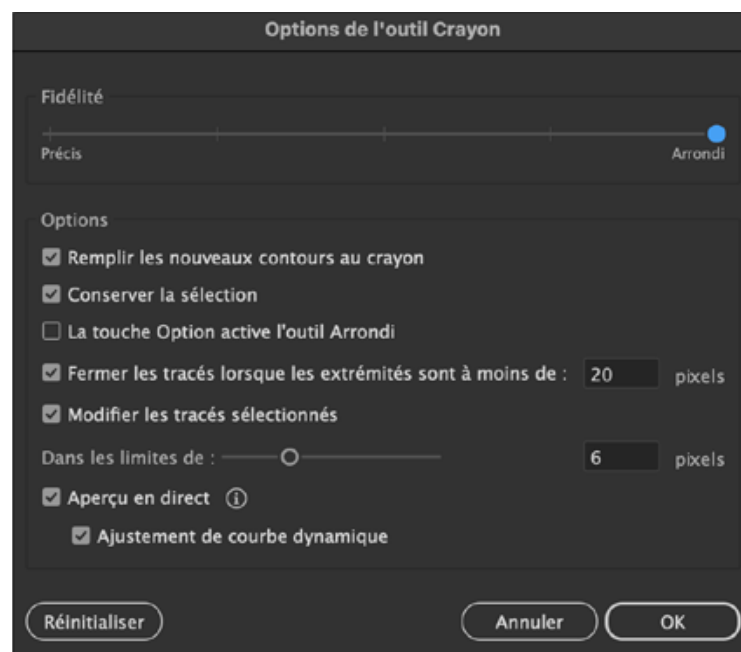 Options de l'outil Crayon
Fidélité
Précis Arrondi
Options
Remplir les nouveaux contours au crayon
Conserver la sélection
La touche Option active l'outil Arrondi
Fermer les tracés lorsque les extrémités sont à moins de : 20 pixels
Modifier les tracés sélectionnés
Dans les limites de : 6 pixels
Aperçu en direct
Ajustement de courbe dynamique
Réinitialiser Annuler OK